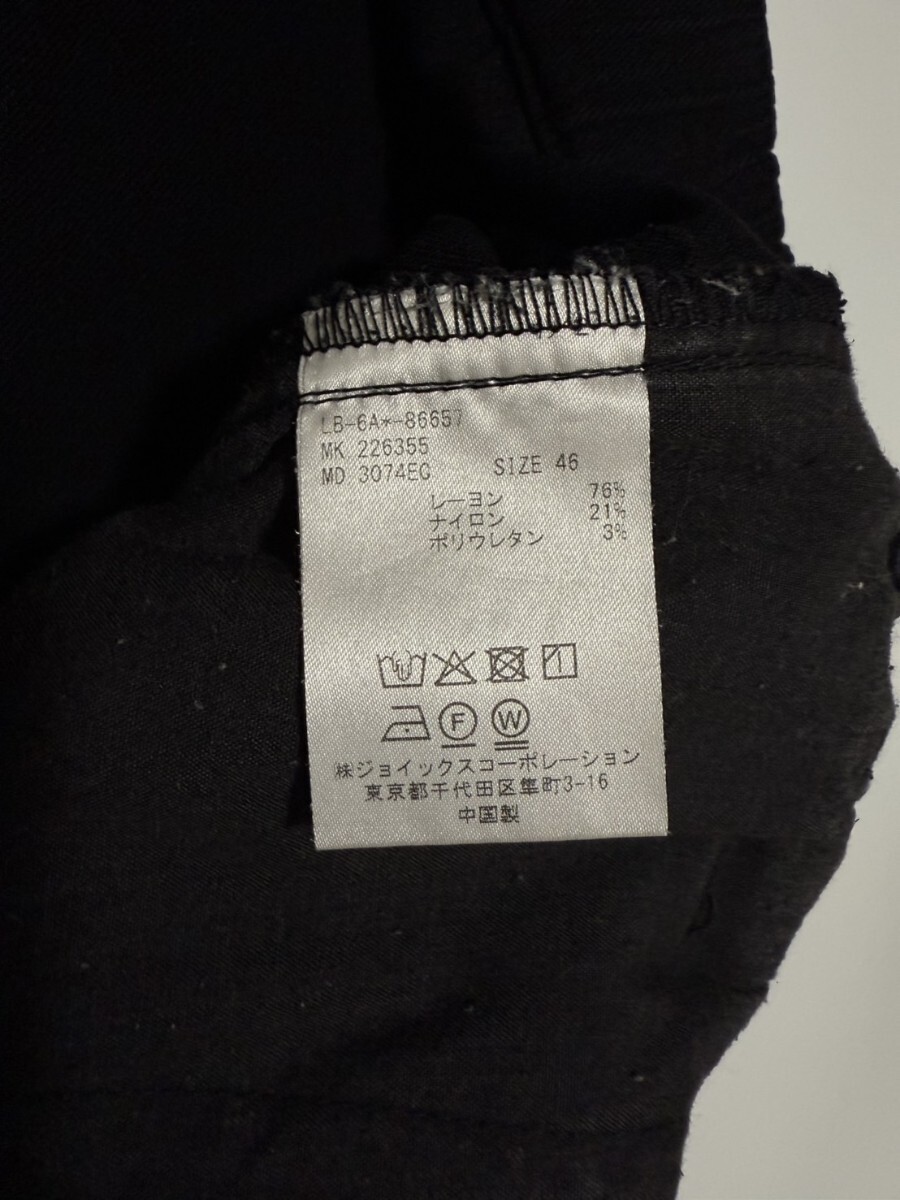 LB-6A*-86657
MK 226355
MD 3074EC SIZE 46
レーヨン 76%
ナイロン 21%
ポリウレタン 3%
F W
㈱ジョイックスコーポレーション
東京都千代田区隼町3-16
中国製